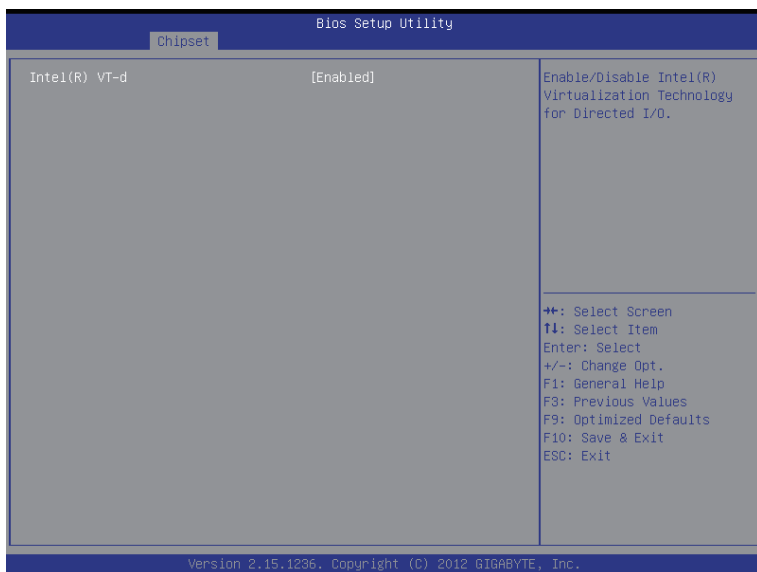 Bios Setup Utility
Chipset
Intel(R) VT-d [Enabled]
Enable/Disable Intel(R)
Virtualization Technology
for Directed I/O.
→←: Select Screen
↑↓: Select Item
Enter: Select
+/-: Change Opt.
F1: General Help
F3: Previous Values
F9: Optimized Defaults
F10: Save & Exit
ESC: Exit
Version 2.15.1236. Copyright (C) 2012 GIGABYTE, Inc.